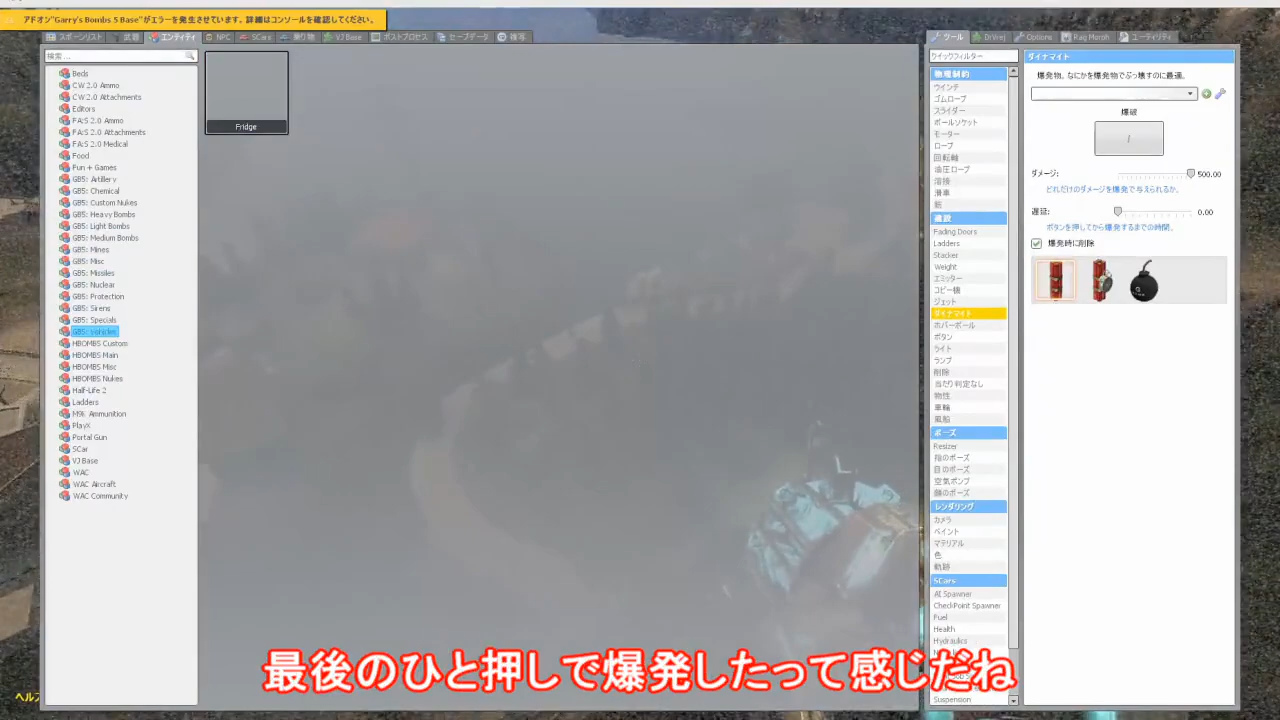 アドオン"Garry's Bombs 5 Base"がエラーを発生させています。詳細はコンソールを確認してください。
スポーンリスト
武器
エンティティ
NPC
SCars
乗り物
VJ Base
ポストプロセス
セーブデータ
複写
検索...
Beds
CW 2.0 Ammo
CW 2.0 Attachments
Editors
FA:S 2.0 Ammo
FA:S 2.0 Attachments
FA:S 2.0 Medical
Food
Fun + Games
GB5: Artillery
GB5: Chemical
GB5: Custom Nukes
GB5: Heavy Bombs
GB5: Light Bombs
GB5: Medium Bombs
GB5: Mines
GB5: Misc
GB5: Missiles
GB5: Nuclear
GB5: Protection
GB5: Sirens
GB5: Specials
GB5: Vehicles
HBOMBS Custom
HBOMBS Main
HBOMBS Misc
HBOMBS Nukes
Half-Life 2
Ladders
M9K Ammunition
PlayX
Portal Gun
SCar
VJ Base
WAC
WAC Aircraft
WAC Community
Fridge
ツール
DrVrej
Options
Rag Morph
ユーティリティ
クイックフィルター
物理制約
ウインチ
ゴムロープ
スライダー
ボールソケット
モーター
ロープ
回転軸
油圧ロープ
溶接
滑車
筋
建設
Fading Doors
Ladders
Stacker
Weight
エミッター
コピー機
ジェット
ダイナマイト
ホバーボール
ボタン
ライト
ランプ
削除
当たり判定なし
物性
車輪
風船
ポーズ
Resizer
指のポーズ
目のポーズ
空気ポンプ
顔のポーズ
レンダリング
カメラ
ペイント
マテリアル
色
軌跡
SCars
AI Spawner
CheckPoint Spawner
Fuel
Health
Hydraulics
Suspension
ダイナマイト
爆発物。なにかを爆発物でぶっ壊すのに最適。
爆破
ダメージ:
500.00
どれだけのダメージを爆発で与えられるか。
遅延:
0.00
ボタンを押してから爆発するまでの時間。
爆発時に削除
最後のひと押しで爆発したって感じだね
ヘルプ